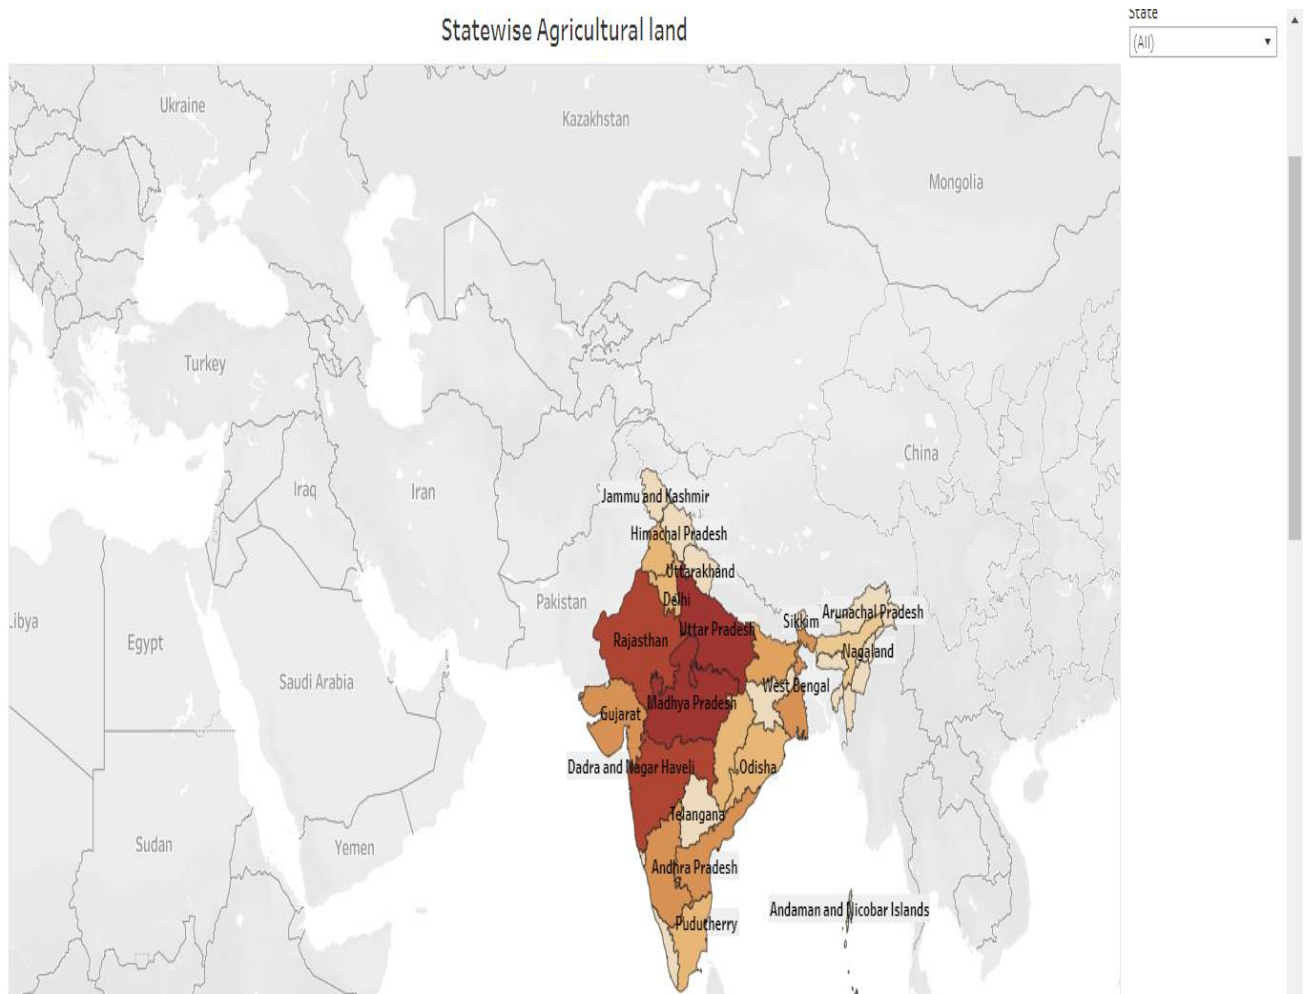 Statewise Agricultural land
State
(All)
Ukraine
Kazakhstan
Mongolia
Turkey
China
Iraq
Iran
Jammu and Kashmir
Himachal Pradesh
Uttarakhand
Pakistan
Delhi
Libya
Egypt
Rajasthan
Uttar Pradesh
Sikkim
Arunachal Pradesh
Nagaland
Saudi Arabia
Madhya Pradesh
West Bengal
Gujarat
Dadra and Nagar Haveli
Odisha
Telangana
Sudan
Yemen
Andhra Pradesh
Andaman and Nicobar Islands
Pudutherry